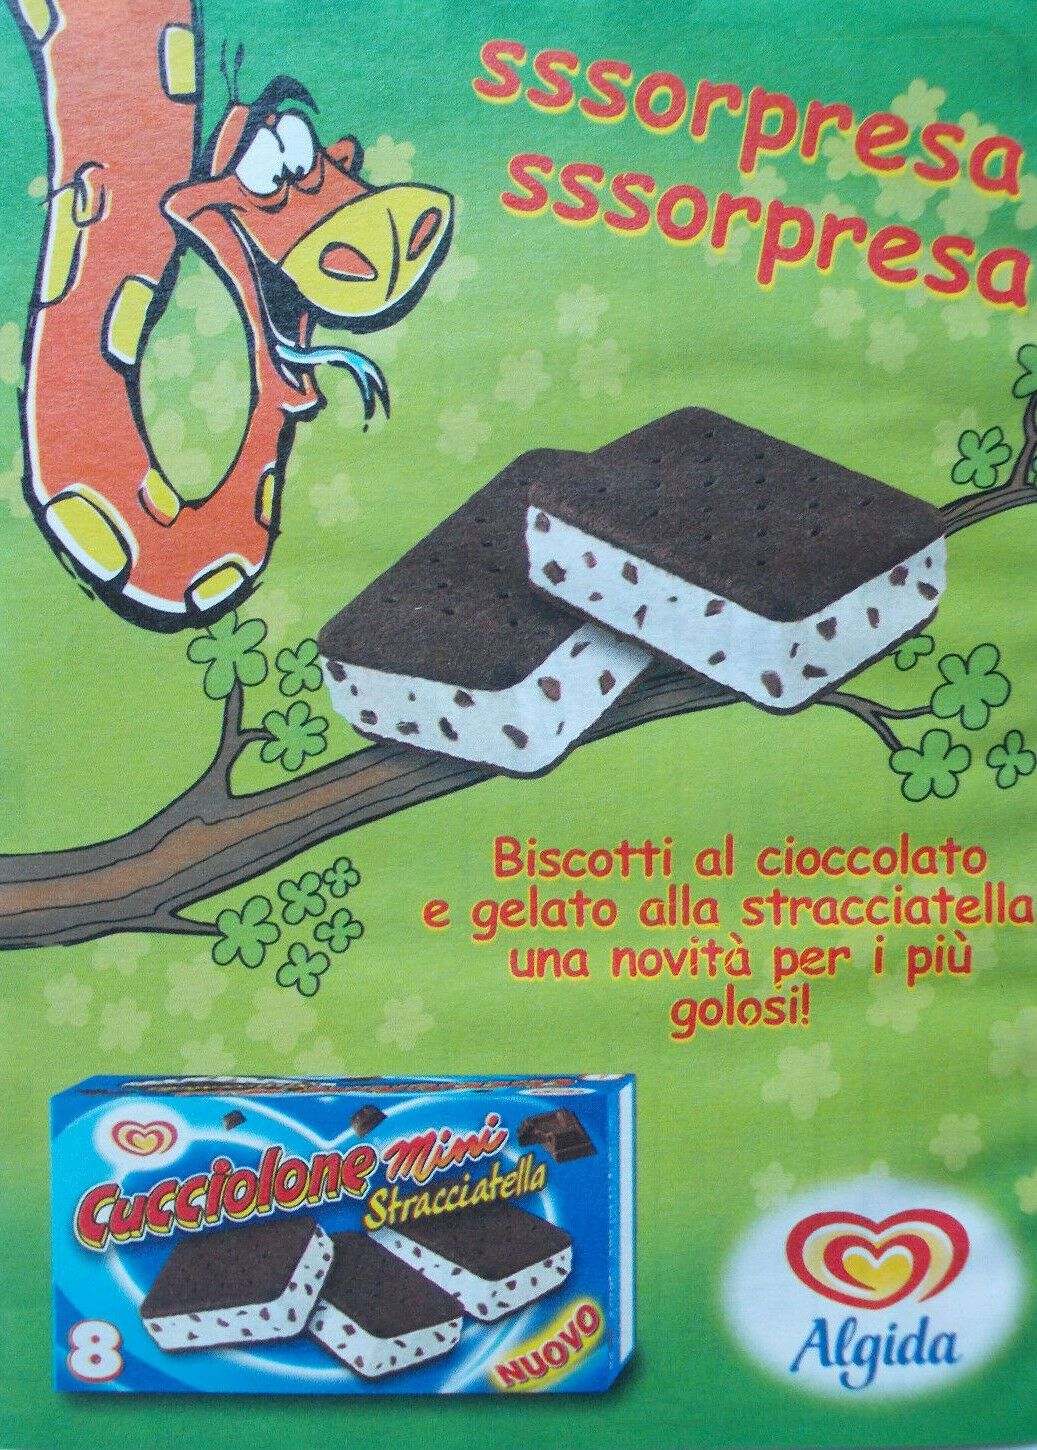 sssorpresa
sssorpresa
Biscotti al cioccolato
e gelato alla stracciatella
una novità per i più
golosi!
Cucciolone mini
Stracciatella
8
NUOVO
Algida